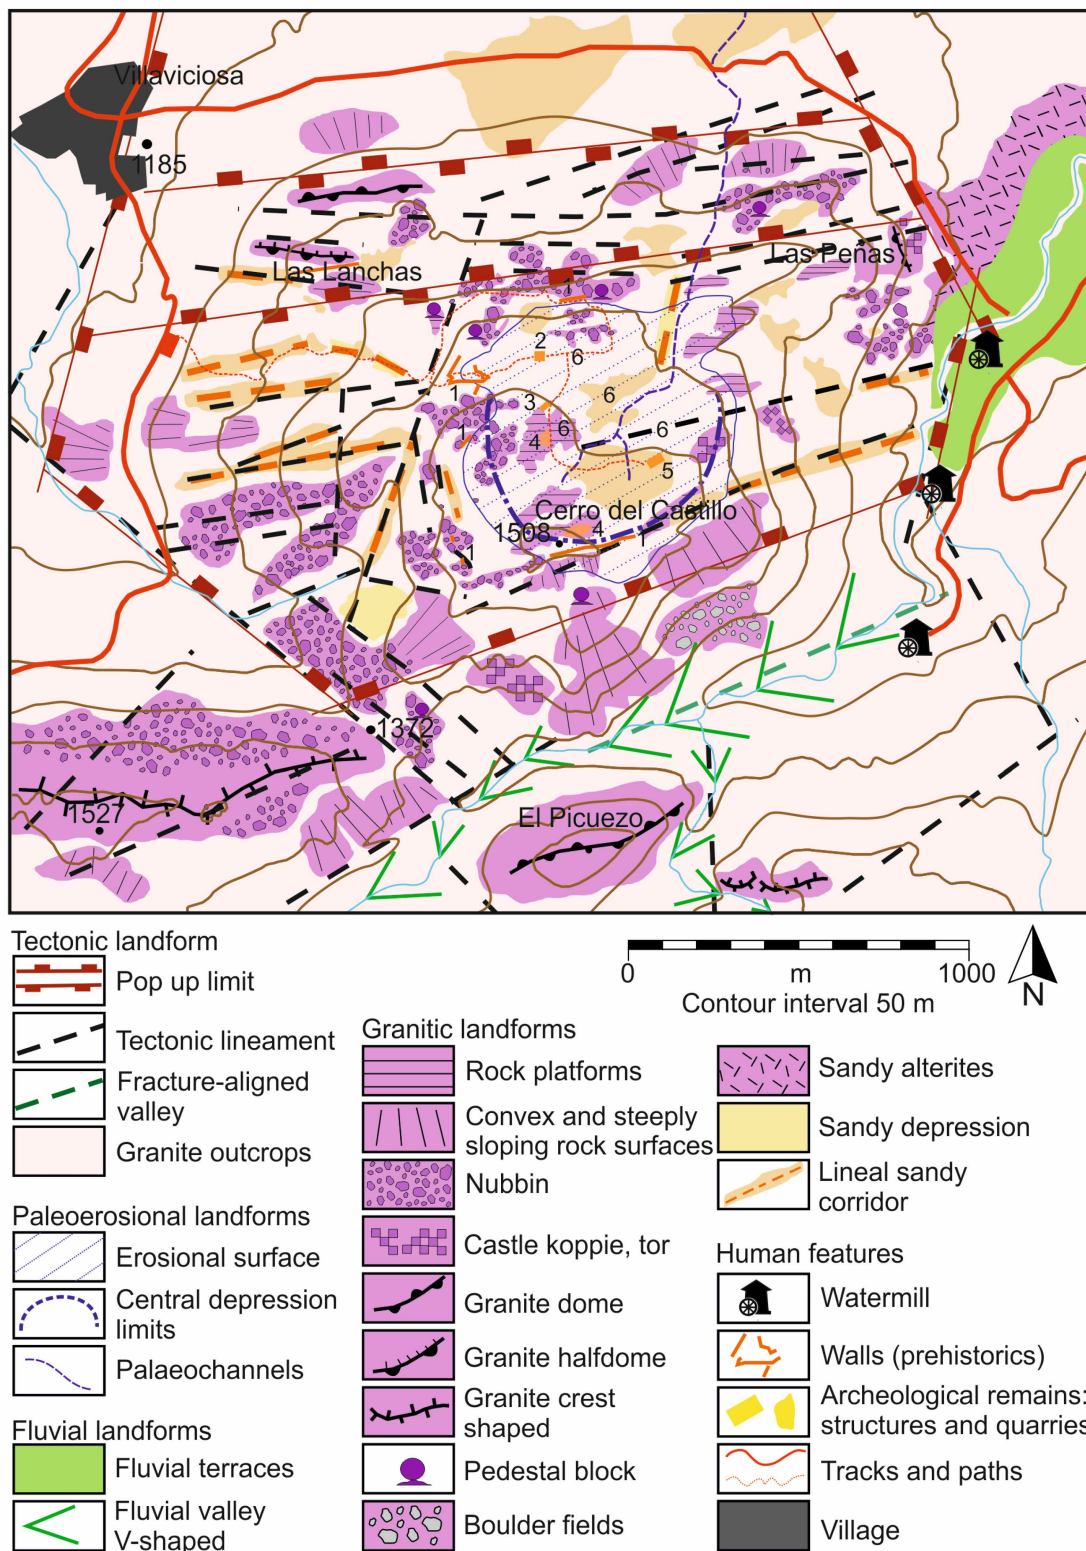 Villaviciosa
1185
Las Lanchas
Las Peñas
1
2
6
6
1
3
6
6
4
5
Cerro del Castillo
1508
4
1
1
1372
1527
El Picuezo
Tectonic landform
Pop up limit
Tectonic lineament
Fracture-aligned
valley
Granite outcrops
Paleoerosional landforms
Erosional surface
Central depression
limits
Palaeochannels
Fluvial landforms
Fluvial terraces
Fluvial valley
V-shaped
0 m 1000
Contour interval 50 m
N
Granitic landforms
Rock platforms
Convex and steeply
sloping rock surfaces
Nubbin
Castle koppie, tor
Granite dome
Granite halfdome
Granite crest
shaped
Pedestal block
Boulder fields
Sandy alterites
Sandy depression
Lineal sandy
corridor
Human features
Watermill
Walls (prehistorics)
Archeological remains:
structures and quarries
Tracks and paths
Village